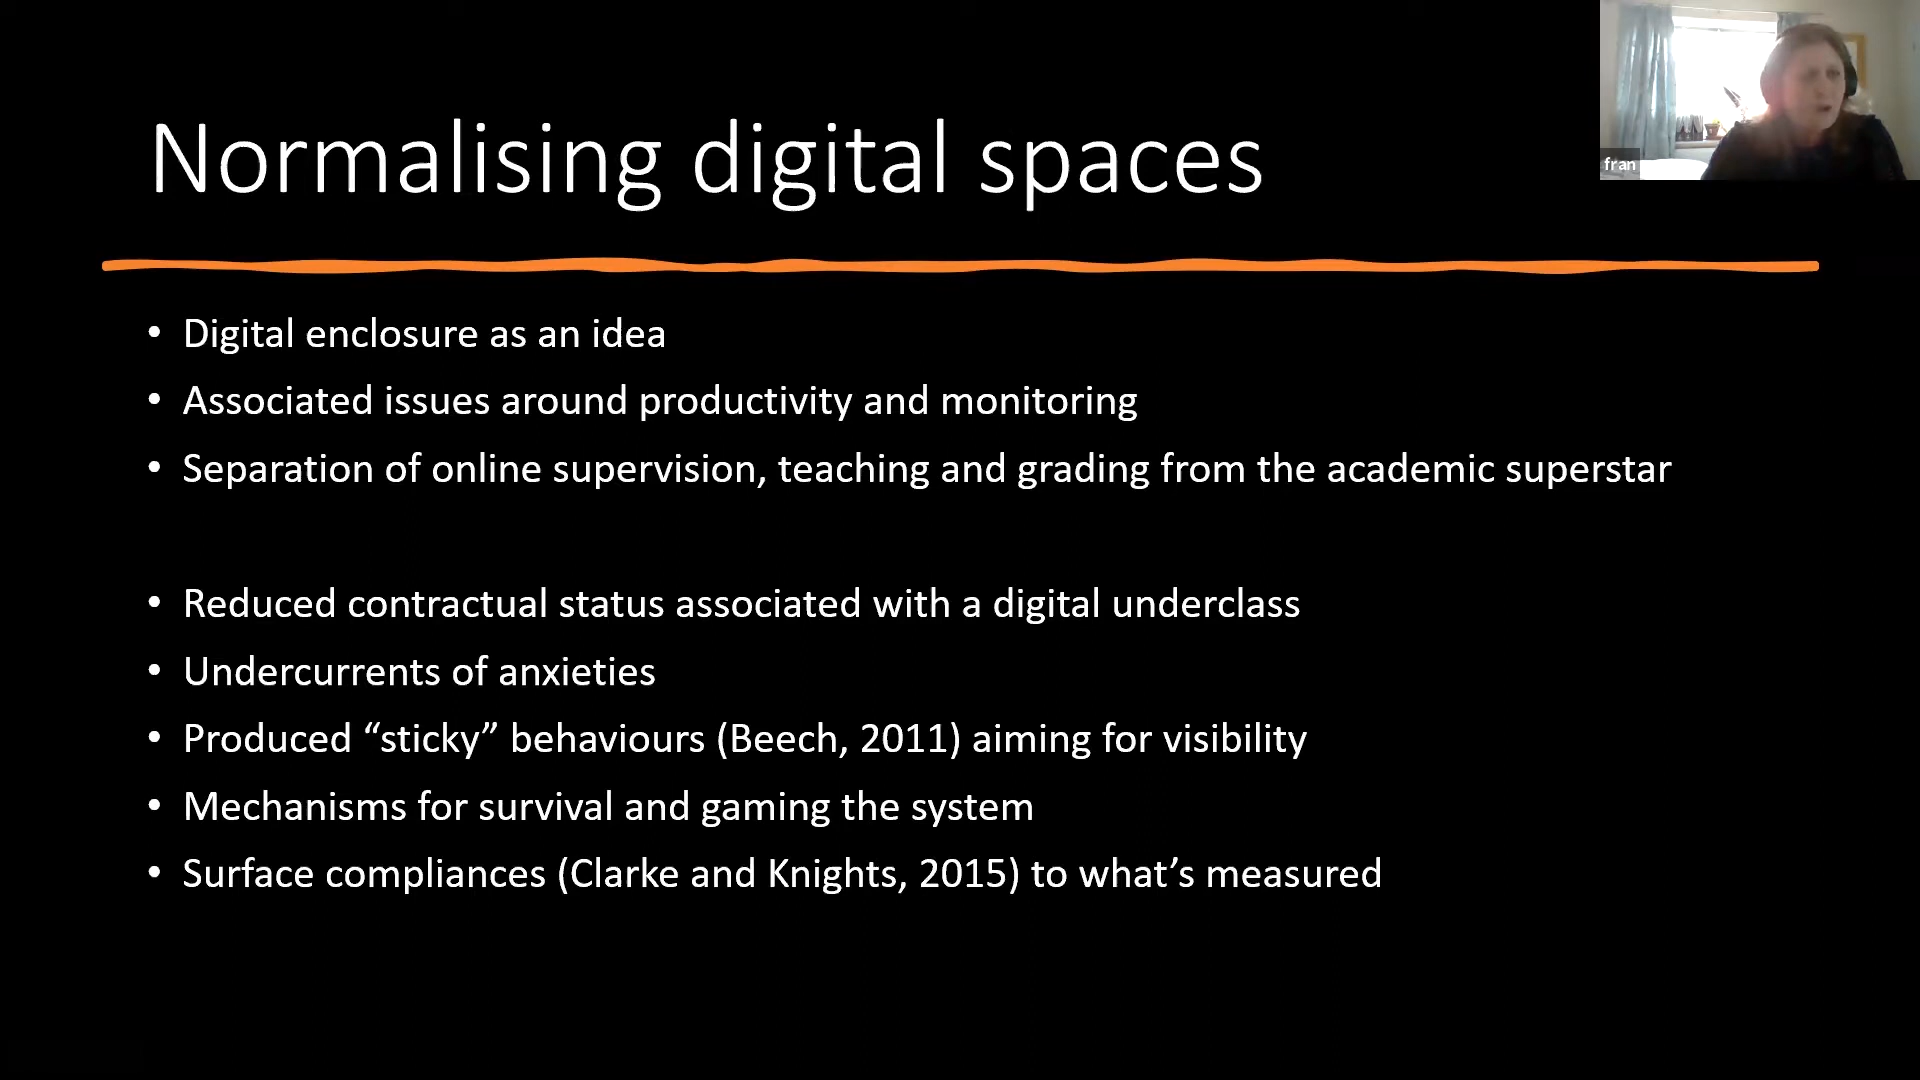 Normalising digital spaces
fran
• Digital enclosure as an idea
• Associated issues around productivity and monitoring
• Separation of online supervision, teaching and grading from the academic superstar
• Reduced contractual status associated with a digital underclass
• Undercurrents of anxieties
• Produced “sticky” behaviours (Beech, 2011) aiming for visibility
• Mechanisms for survival and gaming the system
• Surface compliances (Clarke and Knights, 2015) to what’s measured